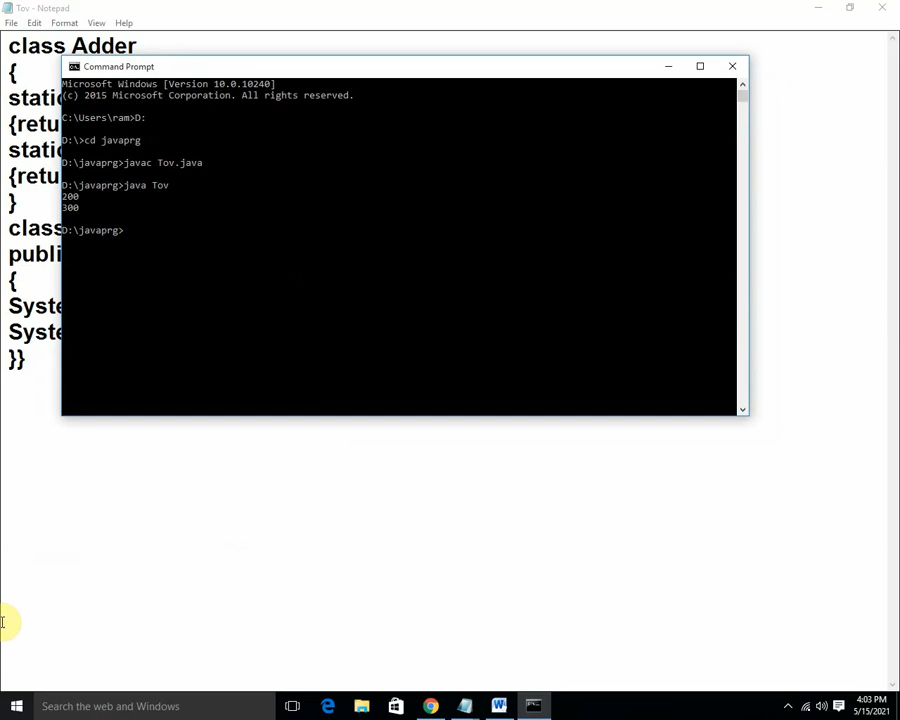 Tov - Notepad
File Edit Format View Help
class Adder
{
static
{retu
static
{retu
}
class
publi
{
Syste
Syste
}}
Command Prompt
Microsoft Windows [Version 10.0.10240]
(c) 2015 Microsoft Corporation. All rights reserved.
C:\Users\ram>D:
D:\>cd javaprg
D:\javaprg>javac Tov.java
D:\javaprg>java Tov
200
300
D:\javaprg>
Search the web and Windows
4:03 PM
5/15/2021